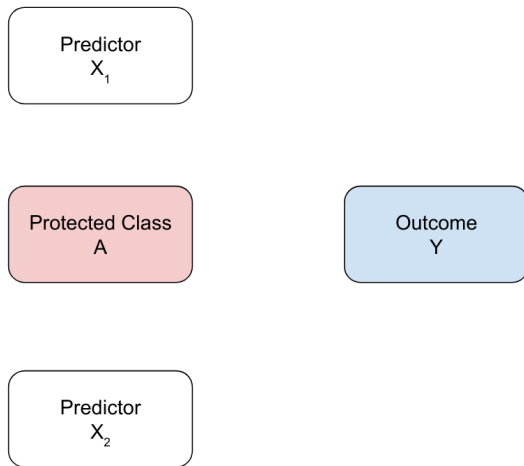 Predictor
X₁
Protected Class
A
Outcome
Y
Predictor
X₂